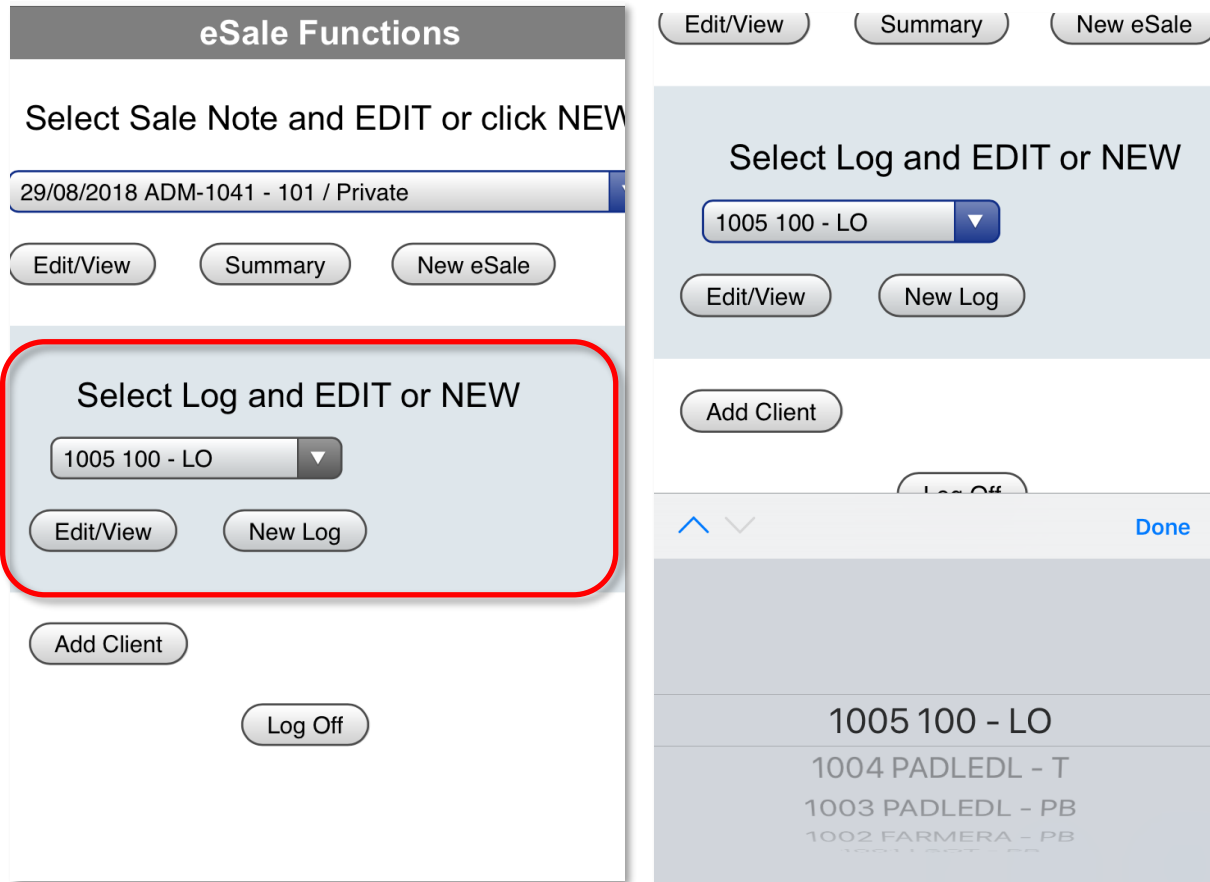 eSale Functions
Select Sale Note and EDIT or click NEW
29/08/2018 ADM-1041 - 101 / Private
Edit/View Summary New eSale
Select Log and EDIT or NEW
1005 100 - LO
Edit/View New Log
Add Client
Log Off
Edit/View Summary New eSale
Select Log and EDIT or NEW
1005 100 - LO
Edit/View New Log
Add Client
Log Off
Done
1005 100 - LO
1004 PADLEDL - T
1003 PADLEDL - PB
1002 FARMERA - PB